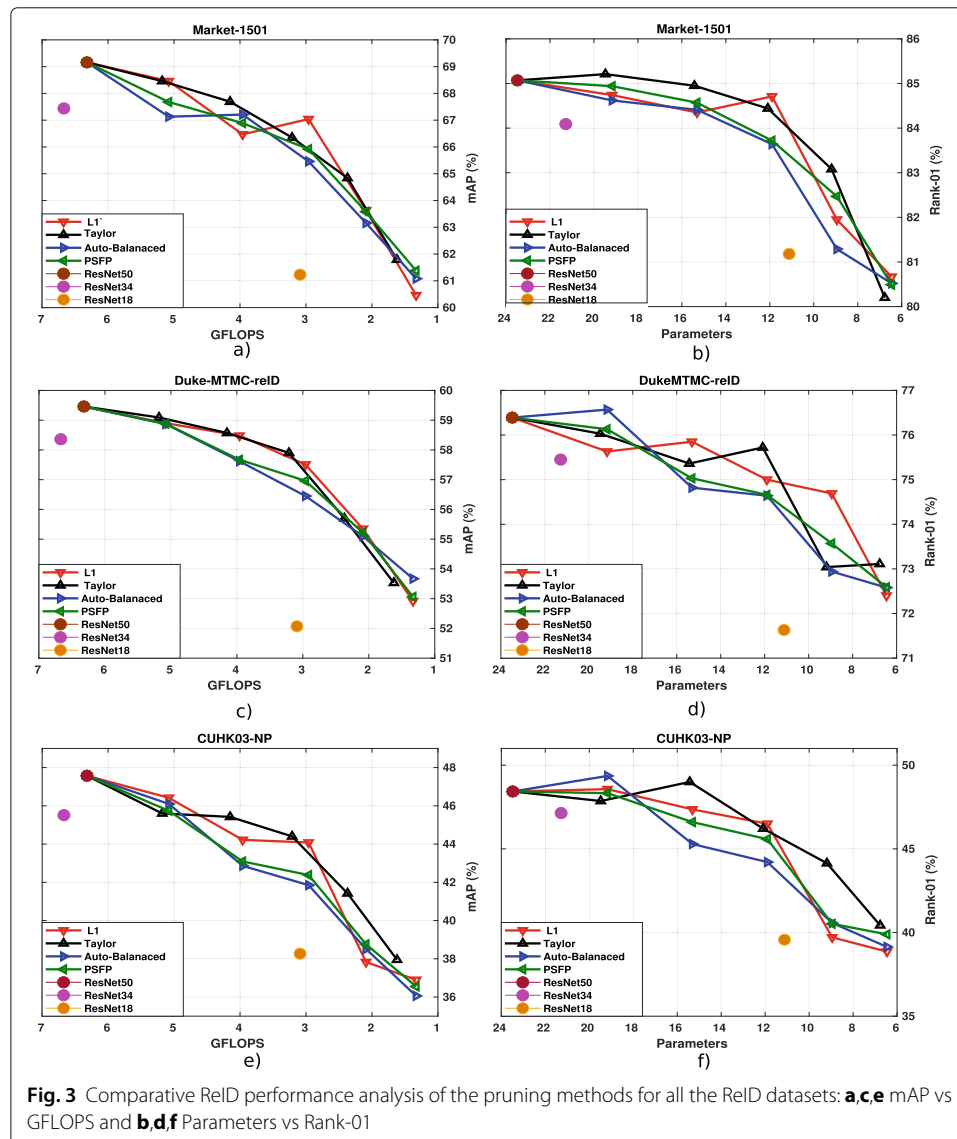 Market-1501
70
69
68
67
66
65
64
63
62
61
60
mAP (%)
L1`
Taylor
Auto-Balanaced
PSFP
ResNet50
ResNet34
ResNet18
7 6 5 4 3 2 1
GFLOPS
a)
Market-1501
86
85
84
83
82
81
80
Rank-01 (%)
L1
Taylor
Auto-Balanaced
PSFP
ResNet50
ResNet34
ResNet18
24 22 20 18 16 14 12 10 8 6
Parameters
b)
Duke-MTMC-reID
60
59
58
57
56
55
54
53
52
51
mAP (%)
L1
Taylor
Auto-Balanaced
PSFP
ResNet50
ResNet34
ResNet18
7 6 5 4 3 2 1
GFLOPS
c)
DukeMTMC-reID
77
76
75
74
73
72
71
Rank-01 (%)
L1
Taylor
Auto-Balanaced
PSFP
ResNet50
ResNet34
ResNet18
24 22 20 18 16 14 12 10 8 6
Parameters
d)
CUHK03-NP
48
46
44
42
40
38
36
mAP (%)
L1
Taylor
Auto-Balanaced
PSFP
ResNet50
ResNet34
ResNet18
7 6 5 4 3 2 1
GFLOPS
e)
CUHK03-NP
50
45
40
35
Rank-01 (%)
L1
Taylor
Auto-Balanaced
PSFP
ResNet50
ResNet34
ResNet18
24 22 20 18 16 14 12 10 8 6
Parameters
f)
Fig. 3 Comparative ReID performance analysis of the pruning methods for all the ReID datasets: a,c,e mAP vs
GFLOPS and b,d,f Parameters vs Rank-01